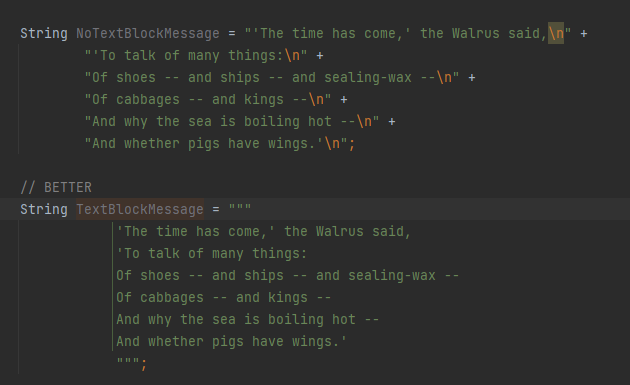 String NoTextBlockMessage = "'The time has come,' the Walrus said,\n" +
"'To talk of many things:\n" +
"Of shoes -- and ships -- and sealing-wax --\n" +
"Of cabbages -- and kings --\n" +
"And why the sea is boiling hot --\n" +
"And whether pigs have wings.'\n";
// BETTER
String TextBlockMessage = """
'The time has come,' the Walrus said,
'To talk of many things:
Of shoes -- and ships -- and sealing-wax --
Of cabbages -- and kings --
And why the sea is boiling hot --
And whether pigs have wings.'
""";